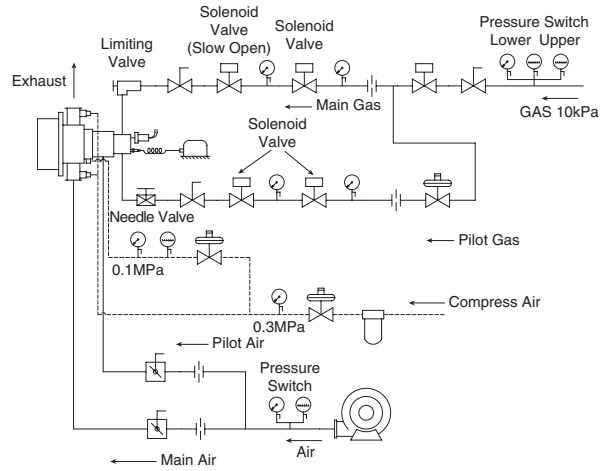 Solenoid
Valve
(Slow Open)
Solenoid
Valve
Pressure Switch
Lower Upper
Limiting
Valve
Exhaust
Main Gas
GAS 10kPa
Solenoid
Valve
Needle Valve
Pilot Gas
0.1MPa
Compress Air
0.3MPa
Pilot Air
Pressure
Switch
Air
Main Air